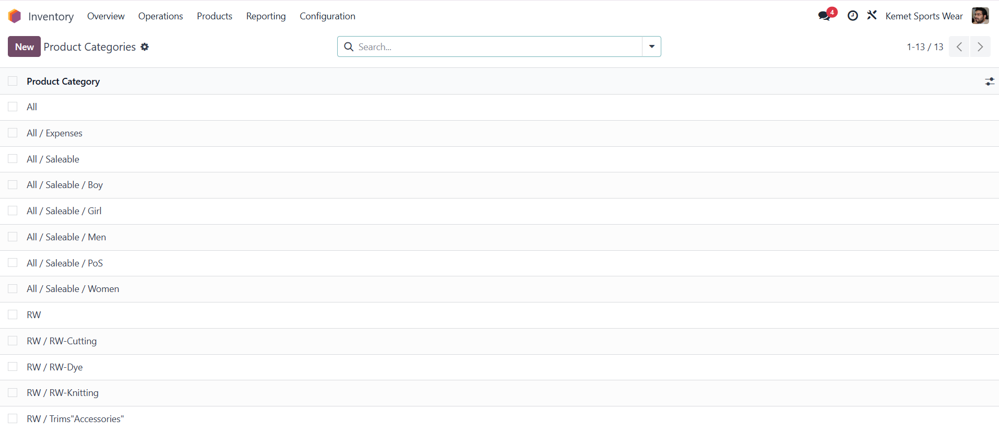 Inventory Overview Operations Products Reporting Configuration 4 Kemet Sports Wear
New Product Categories Search... 1-13 / 13
Product Category
All
All / Expenses
All / Saleable
All / Saleable / Boy
All / Saleable / Girl
All / Saleable / Men
All / Saleable / PoS
All / Saleable / Women
RW
RW / RW-Cutting
RW / RW-Dye
RW / RW-Knitting
RW / Trims"Accessories"